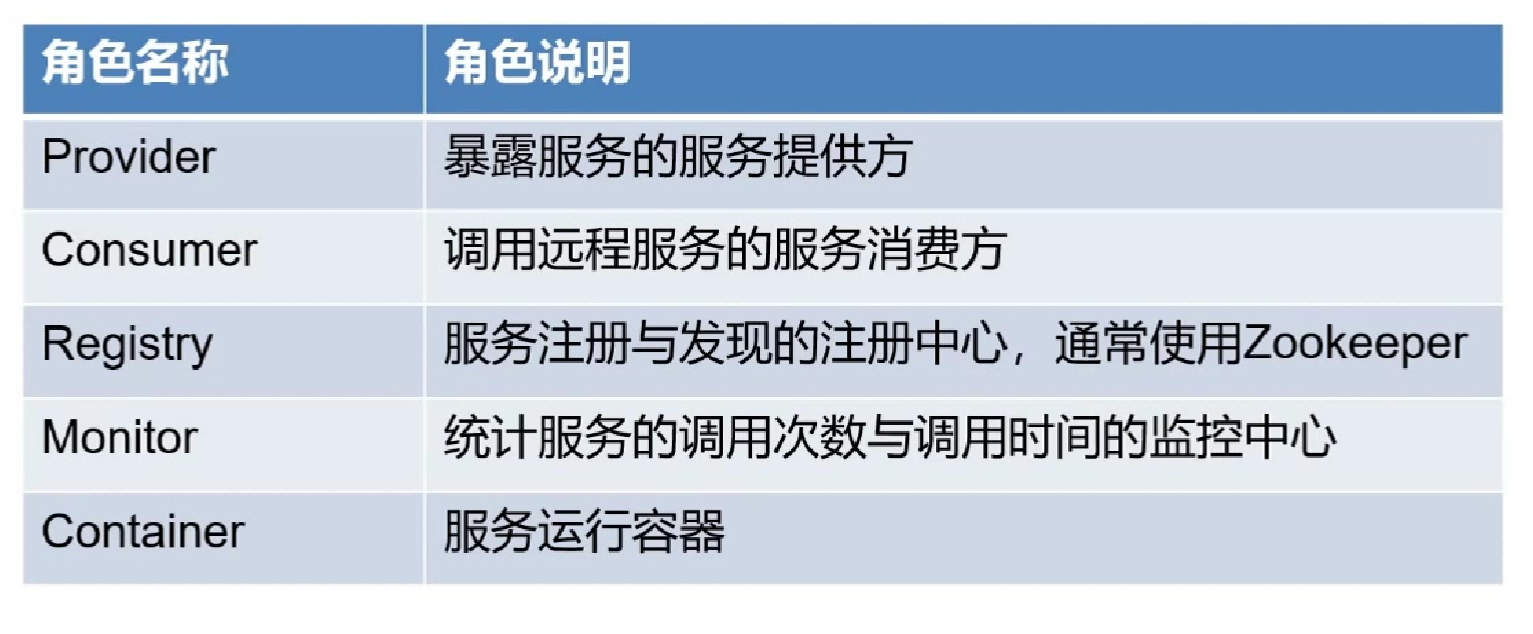 角色名称 角色说明
Provider 暴露服务的服务提供方
Consumer 调用远程服务的服务消费方
Registry 服务注册与发现的注册中心，通常使用Zookeeper
Monitor 统计服务的调用次数与调用时间的监控中心
Container 服务运行容器